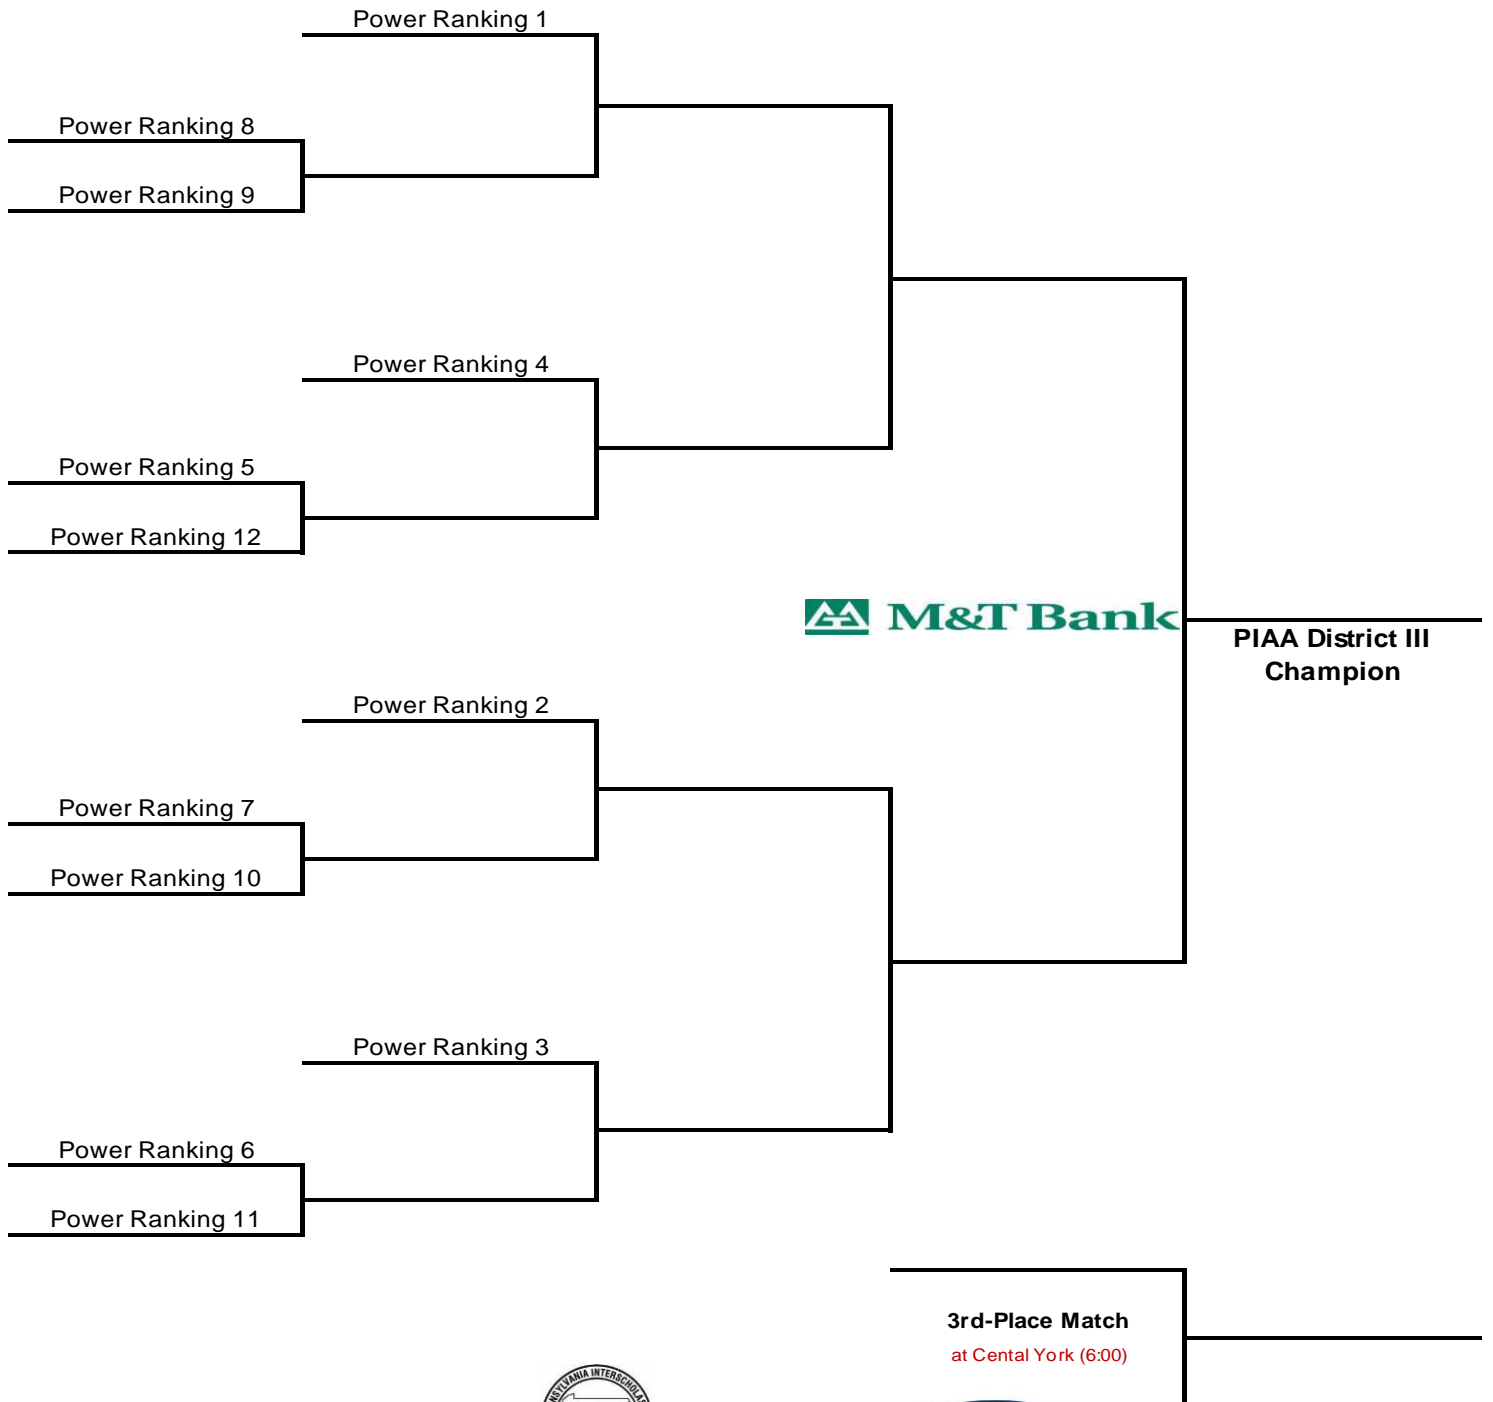 Power Ranking 1
Power Ranking 8
Power Ranking 9
Power Ranking 4
Power Ranking 5
Power Ranking 12
M&T Bank
PIAA District III
Champion
Power Ranking 2
Power Ranking 7
Power Ranking 10
Power Ranking 3
Power Ranking 6
Power Ranking 11
3rd-Place Match
at Cental York (6:00)